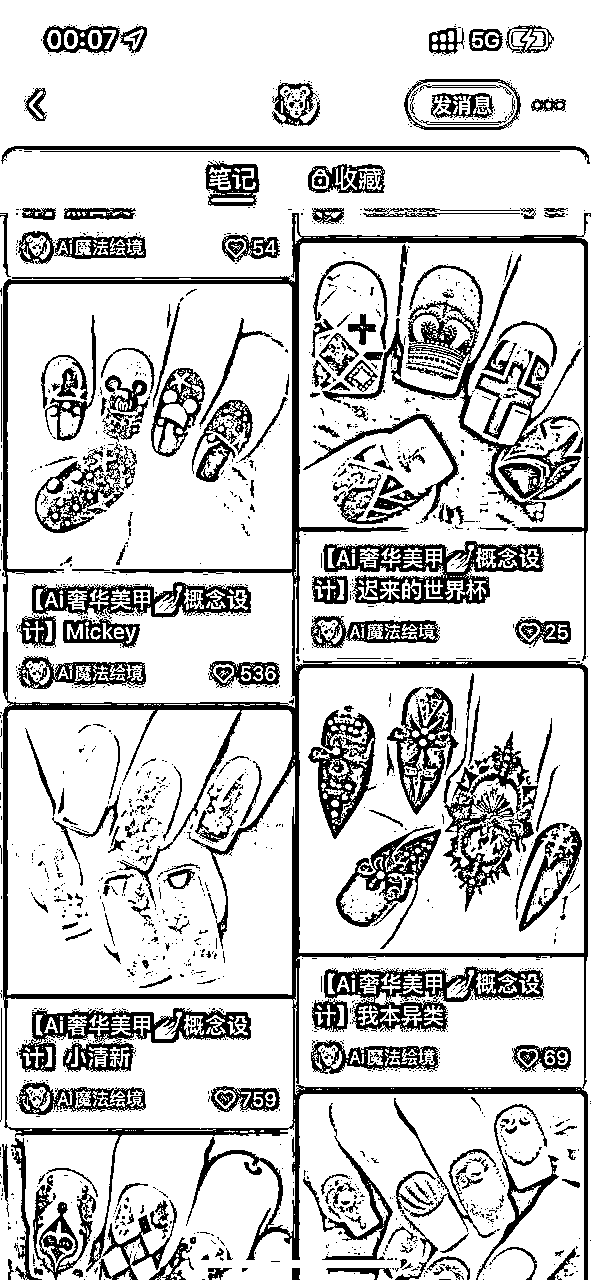 00:07
5G
发消息
笔记
收藏
Ai魔法绘境
54
【Ai奢华美甲💅概念设
计】Mickey
Ai魔法绘境
536
【Ai奢华美甲💅概念设
计】迟来的世界杯
Ai魔法绘境
25
【Ai奢华美甲💅概念设
计】小清新
Ai魔法绘境
759
【Ai奢华美甲💅概念设
计】我本异类
Ai魔法绘境
69